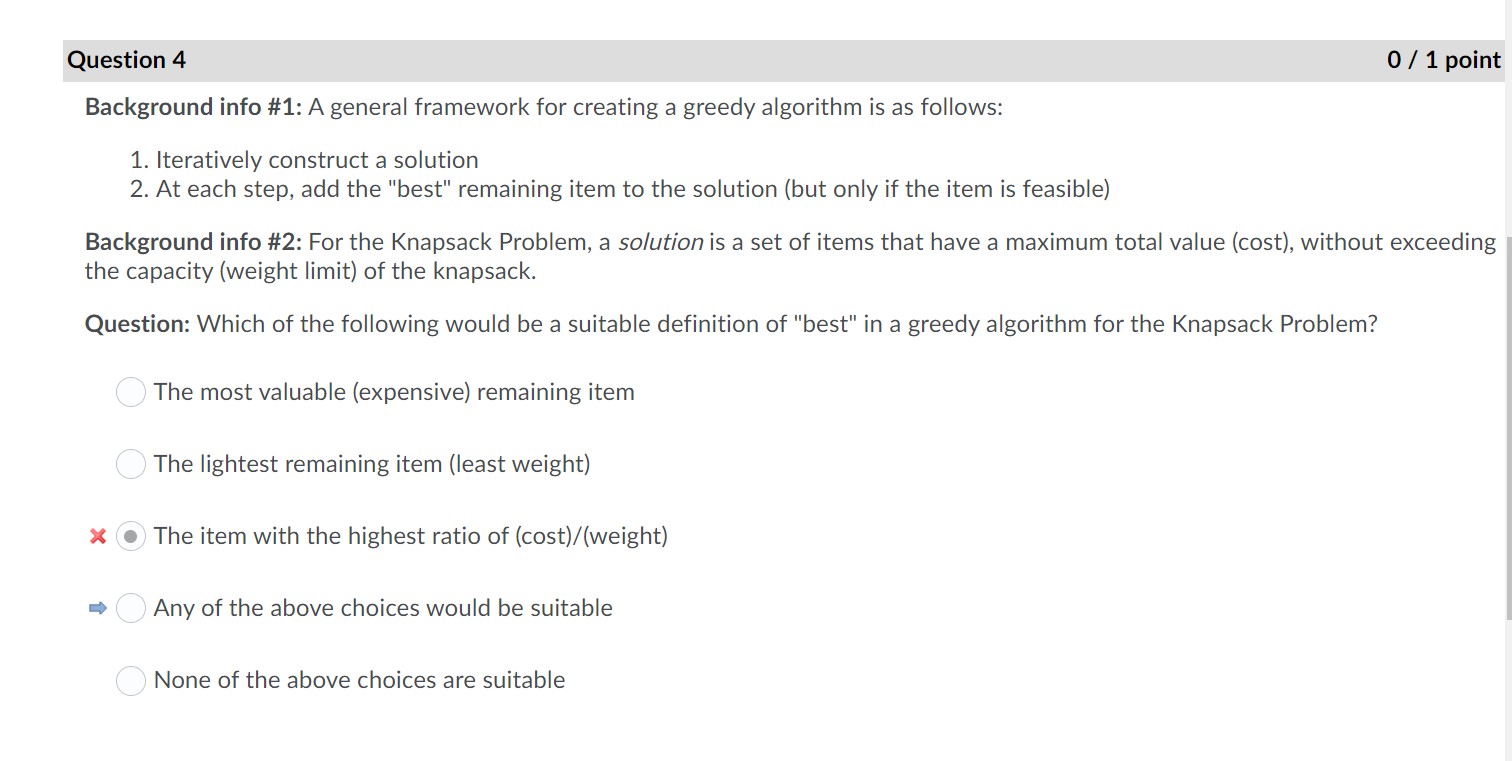 Question 4 0 / 1 point
Background info #1: A general framework for creating a greedy algorithm is as follows:
1. Iteratively construct a solution
2. At each step, add the "best" remaining item to the solution (but only if the item is feasible)
Background info #2: For the Knapsack Problem, a solution is a set of items that have a maximum total value (cost), without exceeding
the capacity (weight limit) of the knapsack.
Question: Which of the following would be a suitable definition of "best" in a greedy algorithm for the Knapsack Problem?
The most valuable (expensive) remaining item
The lightest remaining item (least weight)
The item with the highest ratio of (cost)/(weight)
Any of the above choices would be suitable
None of the above choices are suitable